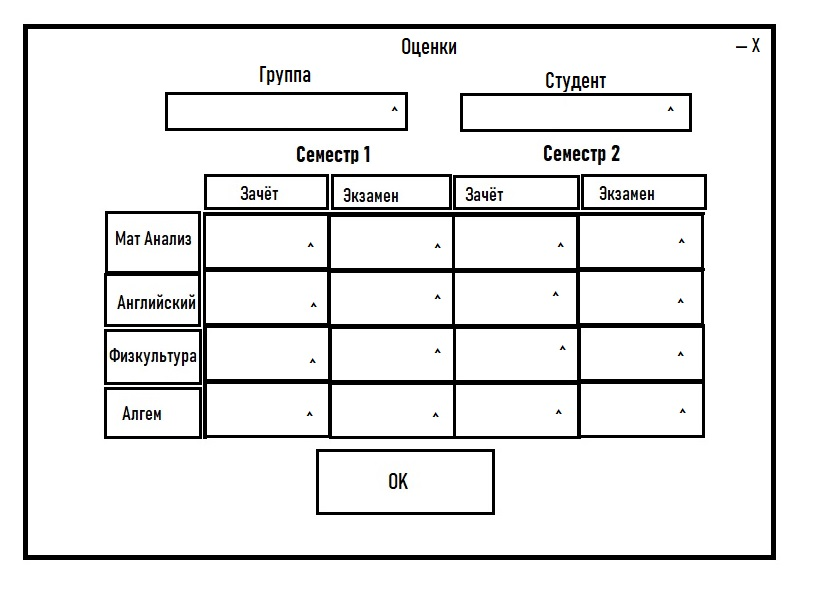 Оценки
— X
Группа
Студент
^
^
Семестр 1
Семестр 2
Зачёт Экзамен Зачёт Экзамен
Мат Анализ ^ ^ ^ ^
Английский ^ ^ ^ ^
Физкультура ^ ^ ^ ^
Алгем ^ ^ ^ ^
OK